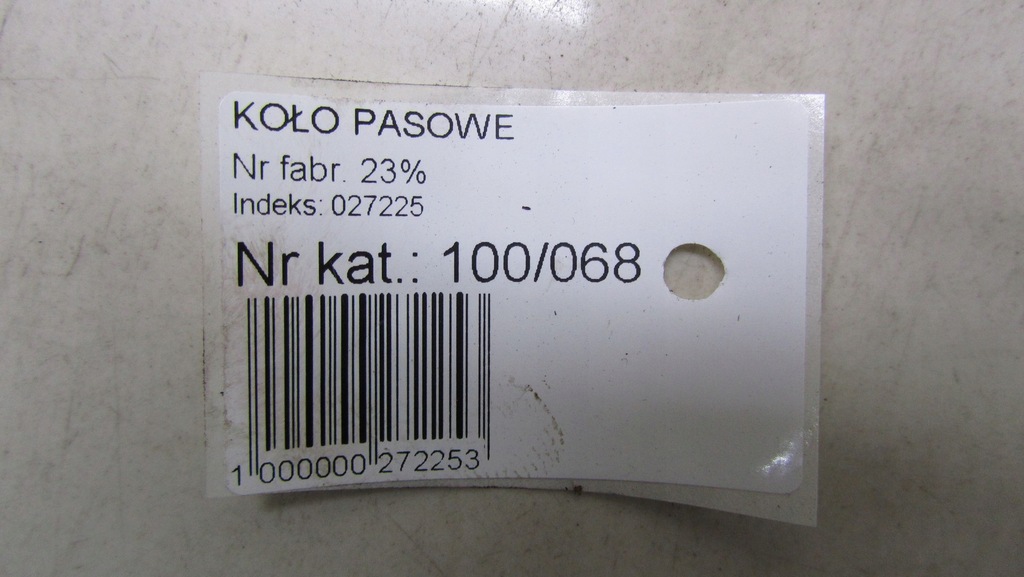 KOŁO PASOWE
Nr fabr. 23%
Indeks: 027225
Nr kat.: 100/068
1 000000 272253